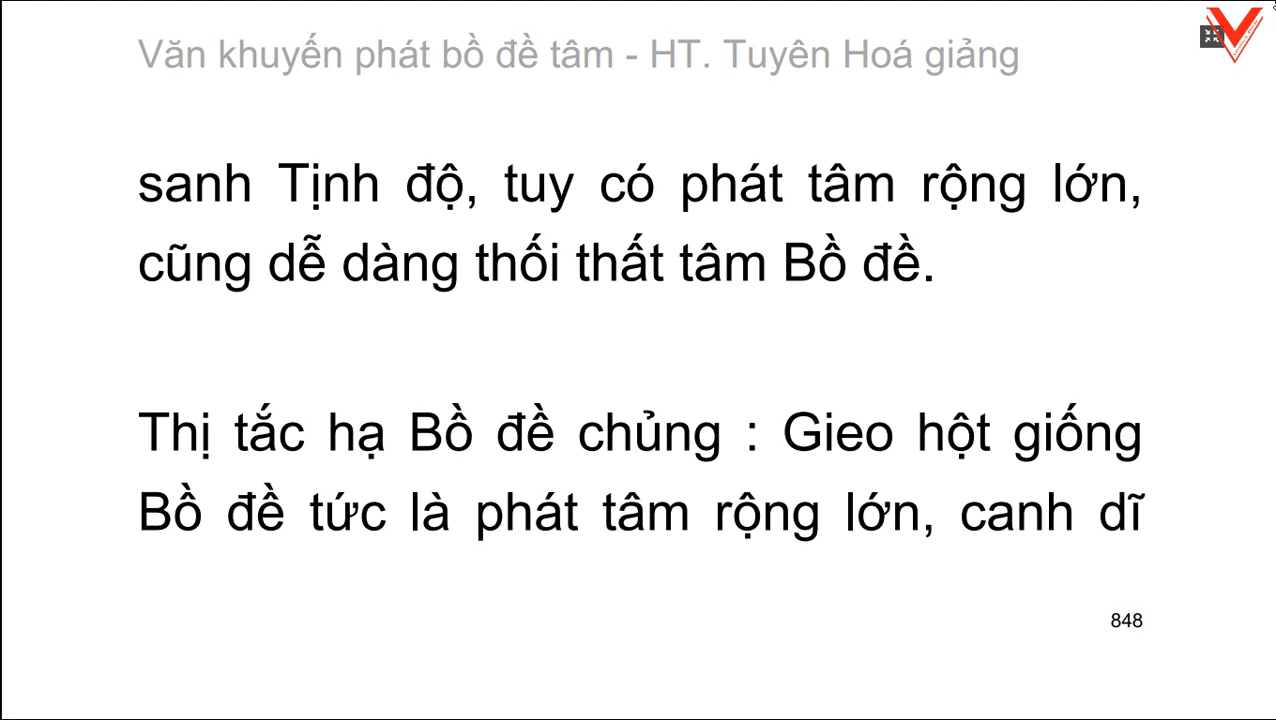 Văn khuyến phát bồ đề tâm - HT. Tuyên Hoá giảng
sanh Tịnh độ, tuy có phát tâm rộng lớn,
cũng dễ dàng thối thất tâm Bồ đề.
Thị tắc hạ Bồ đề chủng : Gieo hột giống
Bồ đề tức là phát tâm rộng lớn, canh dĩ
848